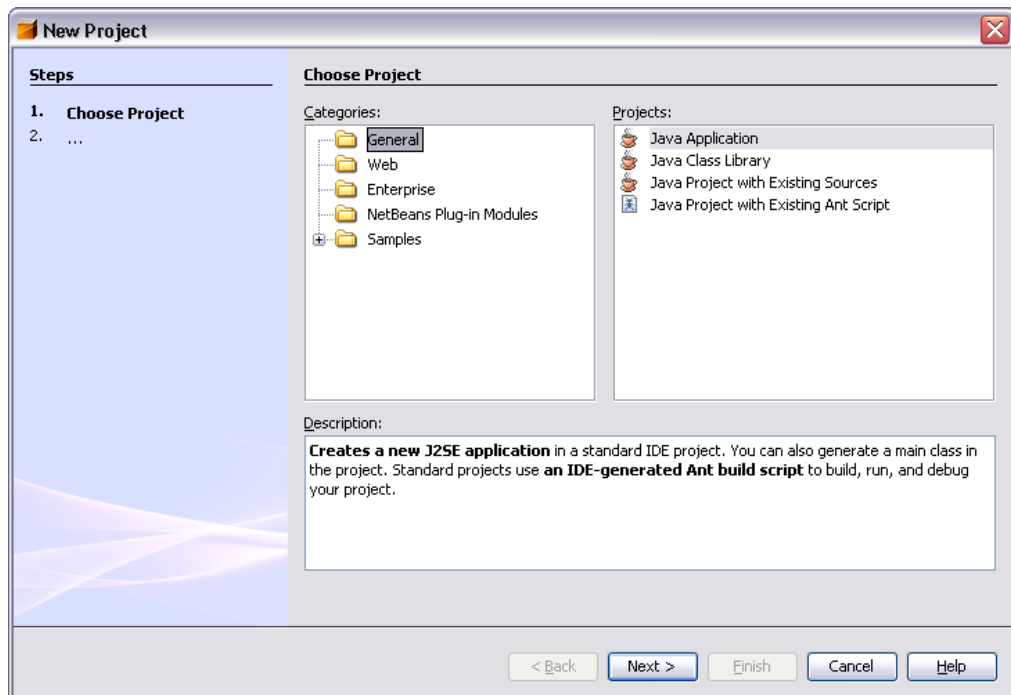 New Project
Steps
1. Choose Project
2. ...
Choose Project
Categories:
General
Web
Enterprise
NetBeans Plug-in Modules
Samples
Projects:
Java Application
Java Class Library
Java Project with Existing Sources
Java Project with Existing Ant Script
Description:
Creates a new J2SE application in a standard IDE project. You can also generate a main class in
the project. Standard projects use an IDE-generated Ant build script to build, run, and debug
your project.
< Back
Next >
Finish
Cancel
Help